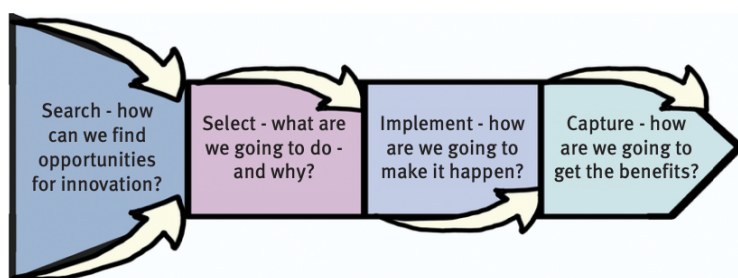 Search - how
can we find
opportunities
for innovation?
Select - what are
we going to do -
and why?
Implement - how
are we going to
make it happen?
Capture - how
are we going to
get the benefits?